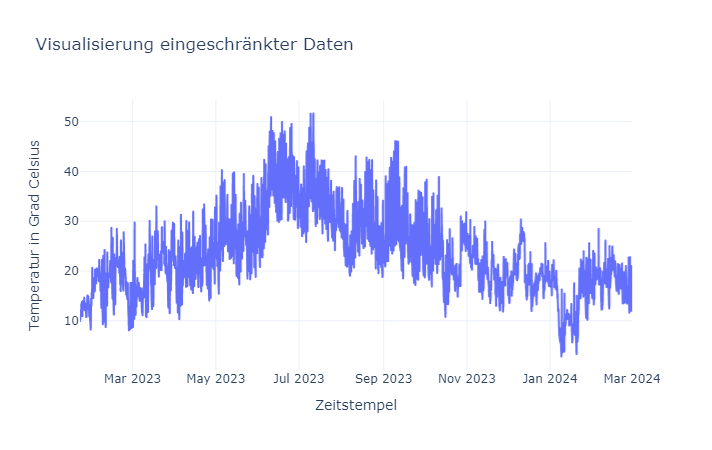 Visualisierung eingeschränkter Daten
Temperatur in Grad Celsius
50
40
30
20
10
Mar 2023 May 2023 Jul 2023 Sep 2023 Nov 2023 Jan 2024 Mar 2024
Zeitstempel